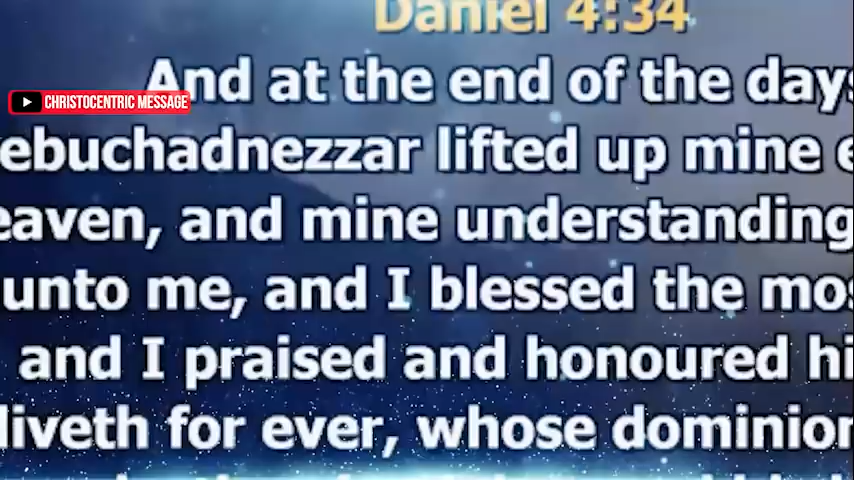 Daniel 4:34
And at the end of the days
CHRISTOCENTRIC MESSAGE
ebuchadnezzar lifted up mine e
eaven, and mine understanding
unto me, and I blessed the mos
and I praised and honoured hi
liveth for ever, whose dominion